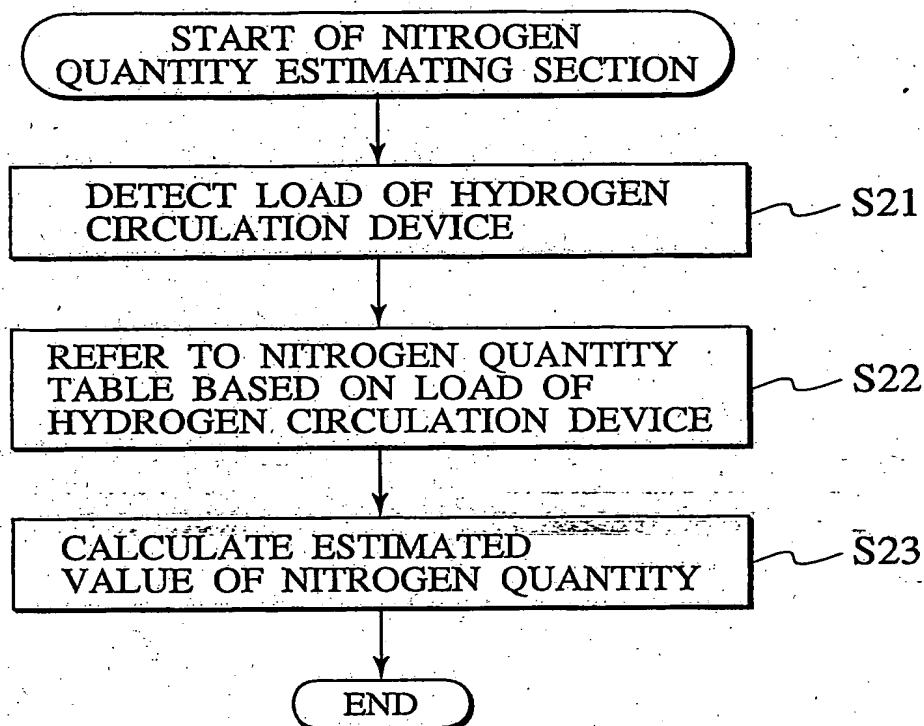 START OF NITROGEN
QUANTITY ESTIMATING SECTION
DETECT LOAD OF HYDROGEN
CIRCULATION DEVICE
S21
REFER TO NITROGEN QUANTITY
TABLE BASED ON LOAD OF
HYDROGEN CIRCULATION DEVICE
S22
CALCULATE ESTIMATED
VALUE OF NITROGEN QUANTITY
S23
END